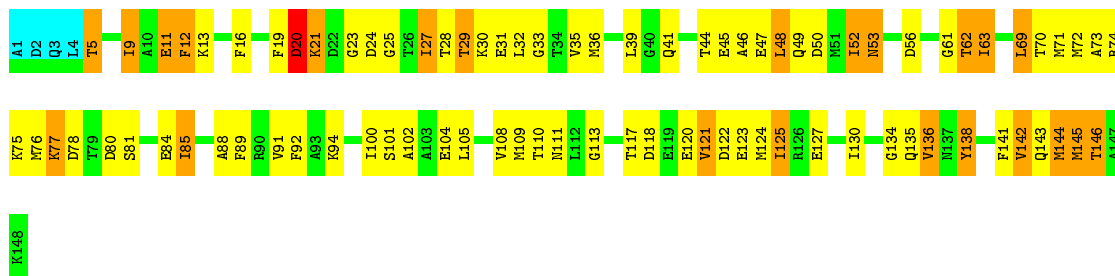 A1 D2 Q3 L4 T5 I9 A10 E11 F12 K13 F16 F19 D20 K21 D22 G23 D24 G25 T26 I27 T28 T29 K30 E31 L32 G33 T34 V35 M36 L39 G40 Q41 T44 E45 A46 E47 L48 Q49 D50 M51 I52 N53 D56 G61 T62 I63 L69 T70 M71 M72 A73
K75 M76 K77 D78 T79 D80 S81 E84 I85 A88 F89 R90 V91 F92 A93 K94 I100 S101 A102 A103 E104 L105 V108 M109 T110 N111 L112 G113 T117 D118 E119 E120 V121 D122 E123 M124 I125 R126 E127 I130 G134 Q135 V136 N137 Y138 F141 V142 Q143 M144 M145 T146
K148